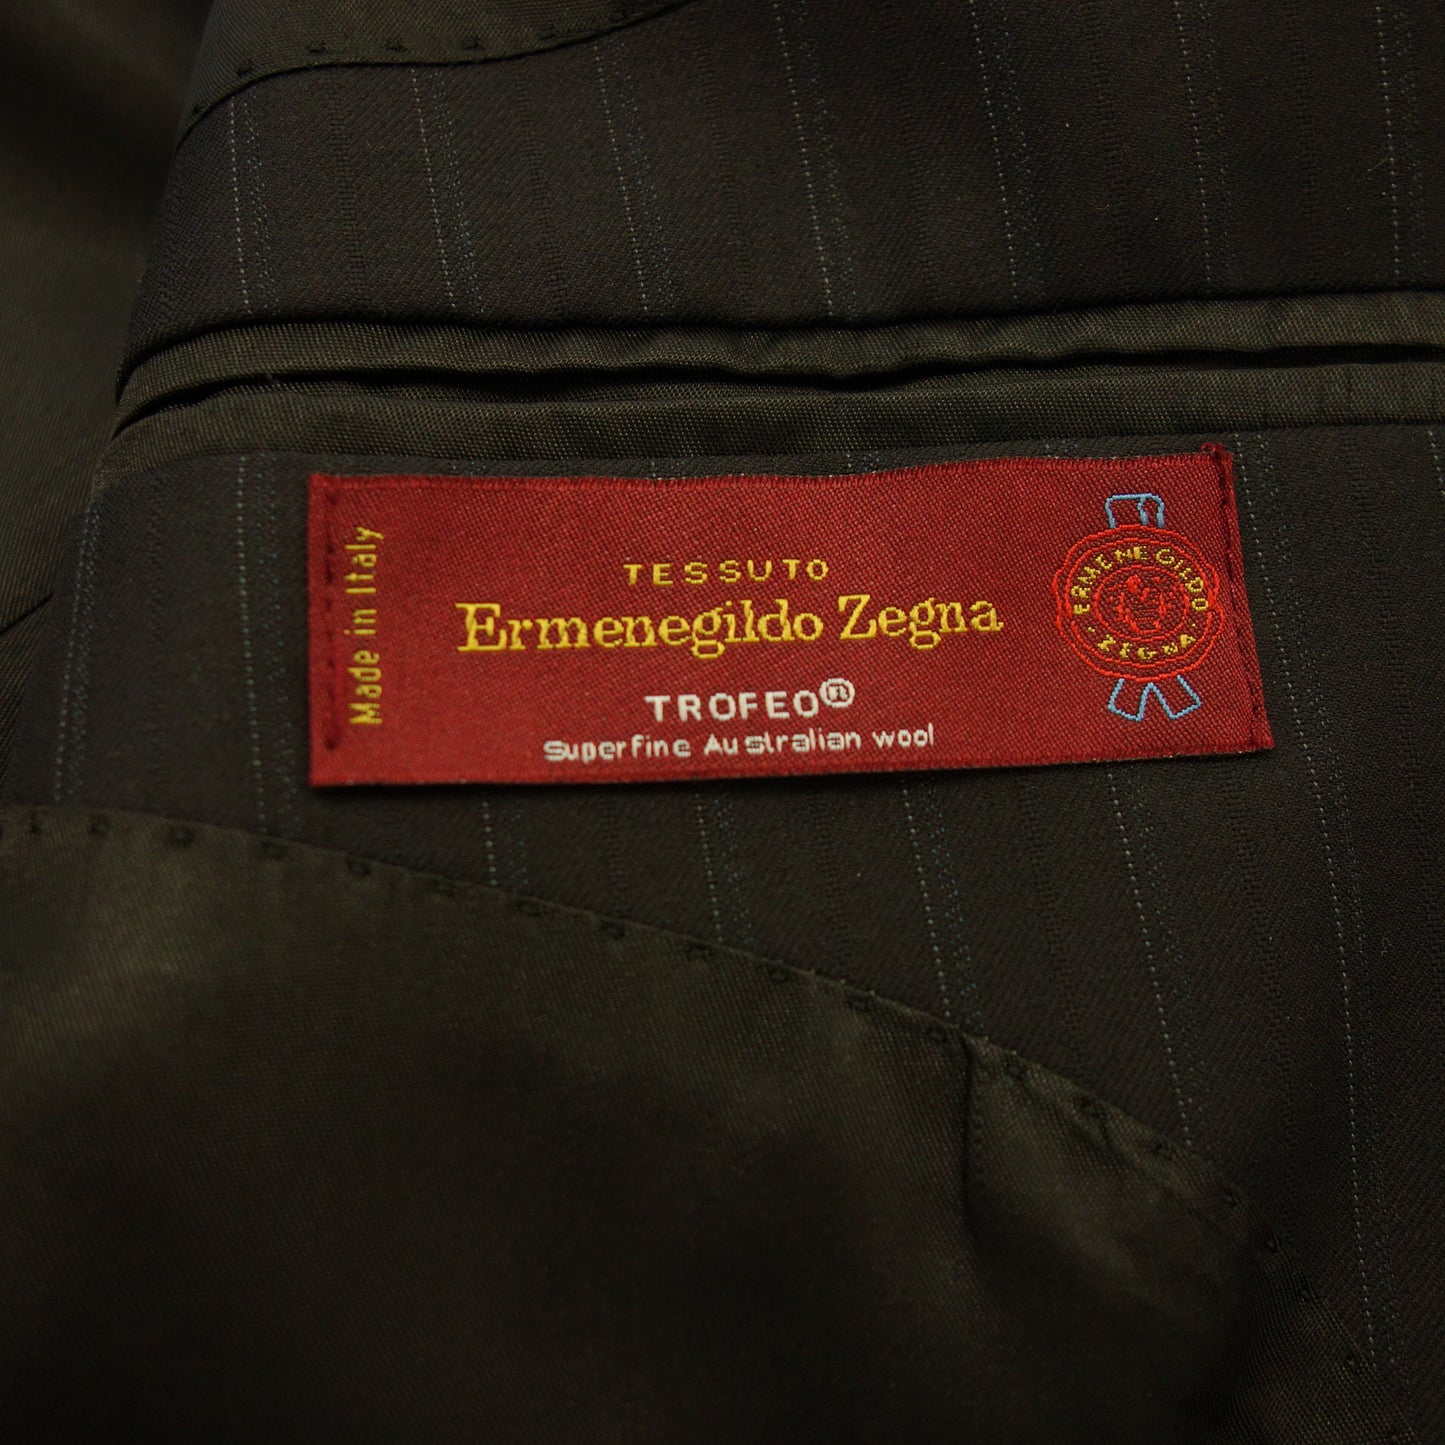 Made in Italy
TESSUTO
Ermenegildo Zegna
TROFEO®
Superfine Australian wool
ERMENEGILDO
· ZEGNA ·